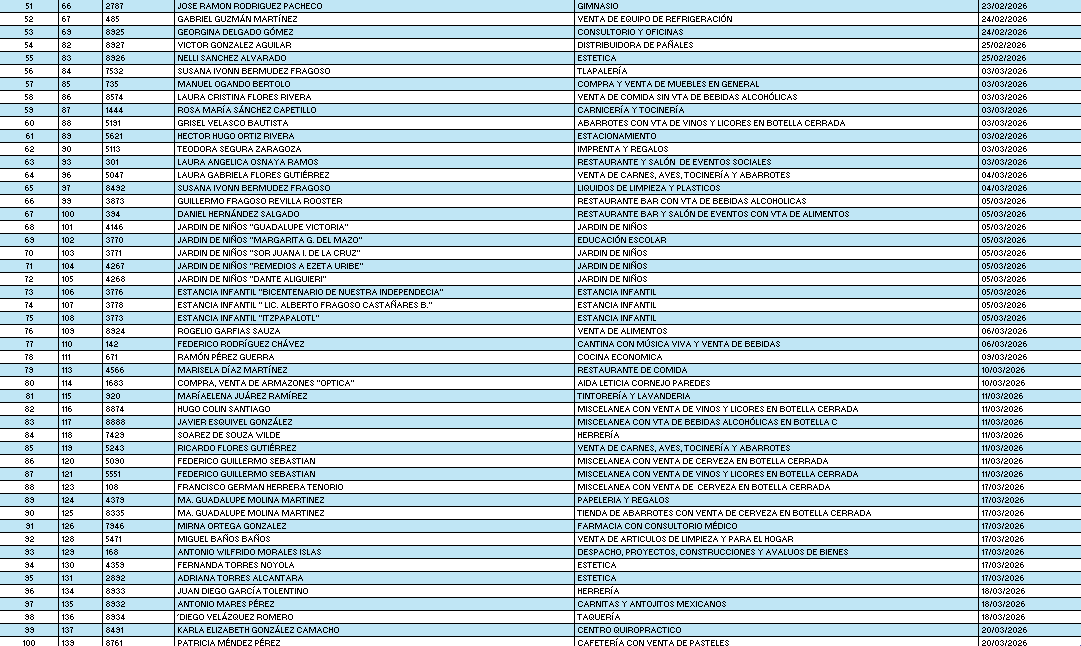 51 66 2787 JOSE RAMON RODRIGUEZ PACHECO GIMNASIO 23/02/2026
52 67 485 GABRIEL GUZMÁN MARTÍNEZ VENTA DE EQUIPO DE REFRIGERACIÓN 24/02/2026
53 69 8925 GEORGINA DELGADO GÓMEZ CONSULTORIO Y OFICINAS 24/02/2026
54 82 8927 VICTOR GONZALEZ AGUILAR DISTRIBUIDORA DE PAÑALES 25/02/2026
55 83 8926 NELLI SANCHEZ ALVARADO ESTETICA 25/02/2026
56 84 7532 SUSANA IVONN BERMUDEZ FRAGOSO TLAPALERÍA 03/03/2026
57 85 735 MANUEL OGANDO BERTOLO COMPRA Y VENTA DE MUEBLES EN GENERAL 03/03/2026
58 86 8574 LAURA CRISTINA FLORES RIVERA VENTA DE COMIDA SIN VTA DE BEBIDAS ALCOHÓLICAS 03/03/2026
59 87 1444 ROSA MARÍA SÁNCHEZ CAPETILLO CARNICERÍA Y TOCINERÍA 03/03/2026
60 88 5191 GRISEL VELASCO BAUTISTA ABARROTES CON VTA DE VINOS Y LICORES EN BOTELLA CERRADA 03/03/2026
61 89 5621 HECTOR HUGO ORTIZ RIVERA ESTACIONAMIENTO 03/02/2026
62 90 5113 TEODORA SEGURA ZARAGOZA IMPRENTA Y REGALOS 03/03/2026
63 93 301 LAURA ANGELICA OSNAYA RAMOS RESTAURANTE Y SALÓN DE EVENTOS SOCIALES 03/03/2026
64 96 5047 LAURA GABRIELA FLORES GUTIÉRREZ VENTA DE CARNES, AVES, TOCINERÍA Y ABARROTES 04/03/2026
65 97 8492 SUSANA IVONN BERMUDEZ FRAGOSO LIQUIDOS DE LIMPIEZA Y PLASTICOS 04/03/2026
66 99 3873 GUILLERMO FRAGOSO REVILLA ROOSTER RESTAURANTE BAR CON VTA DE BEBIDAS ALCOHOLICAS 05/03/2026
67 100 394 DANIEL HERNÁNDEZ SALGADO RESTAURANTE BAR Y SALÓN DE EVENTOS CON VTA DE ALIMENTOS 05/03/2026
68 101 4146 JARDIN DE NIÑOS "GUADALUPE VICTORIA" JARDIN DE NIÑOS 05/03/2026
69 102 3770 JARDIN DE NIÑOS "MARGARITA G. DEL MAZO" EDUCACIÓN ESCOLAR 05/03/2026
70 103 3771 JARDIN DE NIÑOS "SOR JUANA I. DE LA CRUZ" JARDIN DE NIÑOS 05/03/2026
71 104 4267 JARDIN DE NIÑOS "REMEDIOS A EZETA URIBE" JARDIN DE NIÑOS 05/03/2026
72 105 4268 JARDIN DE NIÑOS "DANTE ALIGUIERI" JARDIN DE NIÑOS 05/03/2026
73 106 3776 ESTANCIA INFANTIL "BICENTENARIO DE NUESTRA INDEPENDECIA" ESTANCIA INFANTIL 05/03/2026
74 107 3778 ESTANCIA INFANTIL " LIC. ALBERTO FRAGOSO CASTAÑARES B." ESTANCIA INFANTIL 05/03/2026
75 108 3773 ESTANCIA INFANTIL "ITZPAPALOTL" ESTANCIA INFANTIL 05/03/2026
76 109 8924 ROGELIO GARFIAS SAUZA VENTA DE ALIMENTOS 06/03/2026
77 110 142 FEDERICO RODRÍGUEZ CHÁVEZ CANTINA CON MÚSICA VIVA Y VENTA DE BEBIDAS 06/03/2026
78 111 671 RAMÓN PÉREZ GUERRA COCINA ECONOMICA 09/03/2026
79 113 4566 MARISELA DÍAZ MARTÍNEZ RESTAURANTE DE COMIDA 10/03/2026
80 114 1683 COMPRA, VENTA DE ARMAZONES "OPTICA" AIDA LETICIA CORNEJO PAREDES 10/03/2026
81 115 920 MARÍAELENA JUÁREZ RAMÍREZ TINTORERÍA Y LAVANDERIA 11/03/2026
82 116 8874 HUGO COLIN SANTIAGO MISCELANEA CON VENTA DE VINOS Y LICORES EN BOTELLA CERRADA 11/03/2026
83 117 8888 JAVIER ESQUIVEL GONZÁLEZ MISCELANEA CON VTA DE BEBIDAS ALCOHÓLICAS EN BOTELLA C 11/03/2026
84 118 7429 SOAREZ DE SOUZA WILDE HERRERÍA 11/03/2026
85 119 5243 RICARDO FLORES GUTIÉRREZ VENTA DE CARNES, AVES, TOCINERÍA Y ABARROTES 11/03/2026
86 120 5090 FEDERICO GUILLERMO SEBASTIAN MISCELANEA CON VENTA DE CERVEZA EN BOTELLA CERRADA 11/03/2026
87 121 5551 FEDERICO GUILLERMO SEBASTIAN MISCELANEA CON VENTA DE VINOS Y LICORES EN BOTELLA CERRADA 11/03/2026
88 123 108 FRANCISCO GERMAN HERRERA TENORIO MISCELANEA CON VENTA DE CERVEZA EN BOTELLA CERRADA 17/03/2026
89 124 4379 MA. GUADALUPE MOLINA MARTINEZ PAPELERIA Y REGALOS 17/03/2026
90 125 8335 MA. GUADALUPE MOLINA MARTINEZ TIENDA DE ABARROTES CON VENTA DE CERVEZA EN BOTELLA CERRADA 17/03/2026
91 126 7946 MIRNA ORTEGA GONZALEZ FARMACIA CON CONSULTORIO MÉDICO 17/03/2026
92 128 5471 MIGUEL BAÑOS BAÑOS VENTA DE ARTICULOS DE LIMPIEZA Y PARA EL HOGAR 17/03/2026
93 129 168 ANTONIO WILFRIDO MORALES ISLAS DESPACHO, PROYECTOS, CONSTRUCCIONES Y AVALUOS DE BIENES 17/03/2026
94 130 4359 FERNANDA TORRES NOYOLA ESTETICA 17/03/2026
95 131 2892 ADRIANA TORRES ALCANTARA ESTETICA 17/03/2026
96 134 8933 JUAN DIEGO GARCÍA TOLENTINO HERRERÍA 18/03/2026
97 135 8932 ANTONIO MARES PÉREZ CARNITAS Y ANTOJITOS MEXICANOS 18/03/2026
98 136 8934 'DIEGO VELÁZQUEZ ROMERO TAQUERÍA 18/03/2026
99 137 8491 KARLA ELIZABETH GONZÁLEZ CAMACHO CENTRO QUIROPRACTICO 20/03/2026
100 139 8761 PATRICIA MÉNDEZ PÉREZ CAFETERÍA CON VENTA DE PASTELES 20/03/2026